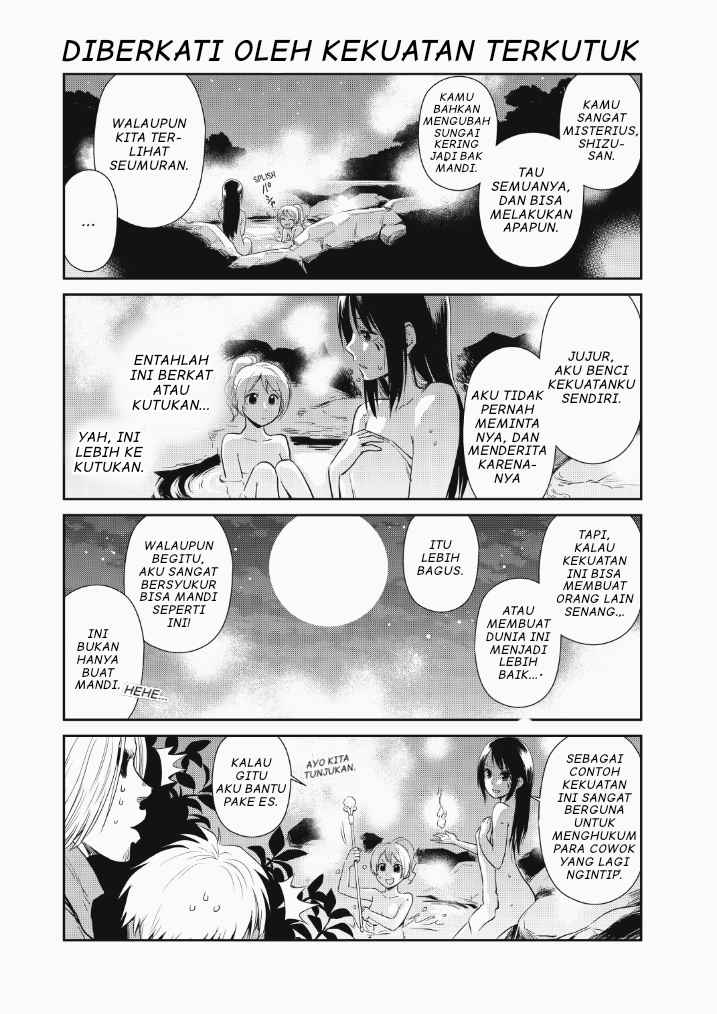 DIBERKATI OLEH KEKUATAN TERKUTUK
KAMU
SANGAT
MISTERIUS,
SHIZU-
SAN.
TAU
SEMUANYA,
DAN BISA
MELAKUKAN
APAPUN.
KAMU
BAHKAN
MENGUBAH
SUNGAI
KERING
JADI BAK
MANDI.
SPLISH
WALAUPUN
KITA TER-
LIHAT
SEUMURAN.
...
JUJUR,
AKU BENCI
KEKUATANKU
SENDIRI.
AKU TIDAK
PERNAH
MEMINTA
NYA, DAN
MENDERITA
KARENA-
NYA
ENTAHLAH
INI BERKAT
ATAU
KUTUKAN...
YAH, INI
LEBIH KE
KUTUKAN.
TAPI,
KALAU
KEKUATAN
INI BISA
MEMBUAT
ORANG LAIN
SENANG...
ATAU
MEMBUAT
DUNIA INI
MENJADI
LEBIH
BAIK....
ITU
LEBIH
BAGUS.
WALAUPUN
BEGITU,
AKU SANGAT
BERSYUKUR
BISA MANDI
SEPERTI
INI!
INI
BUKAN
HANYA
BUAT
MANDI.
HEHE...
SEBAGAI
CONTOH
KEKUATAN
INI SANGAT
BERGUNA
UNTUK
MENGHUKUM
PARA COWOK
YANG LAGI
NGINTIP.
AYO KITA
TUNJUKAN.
KALAU
GITU
AKU BANTU
PAKE ES.